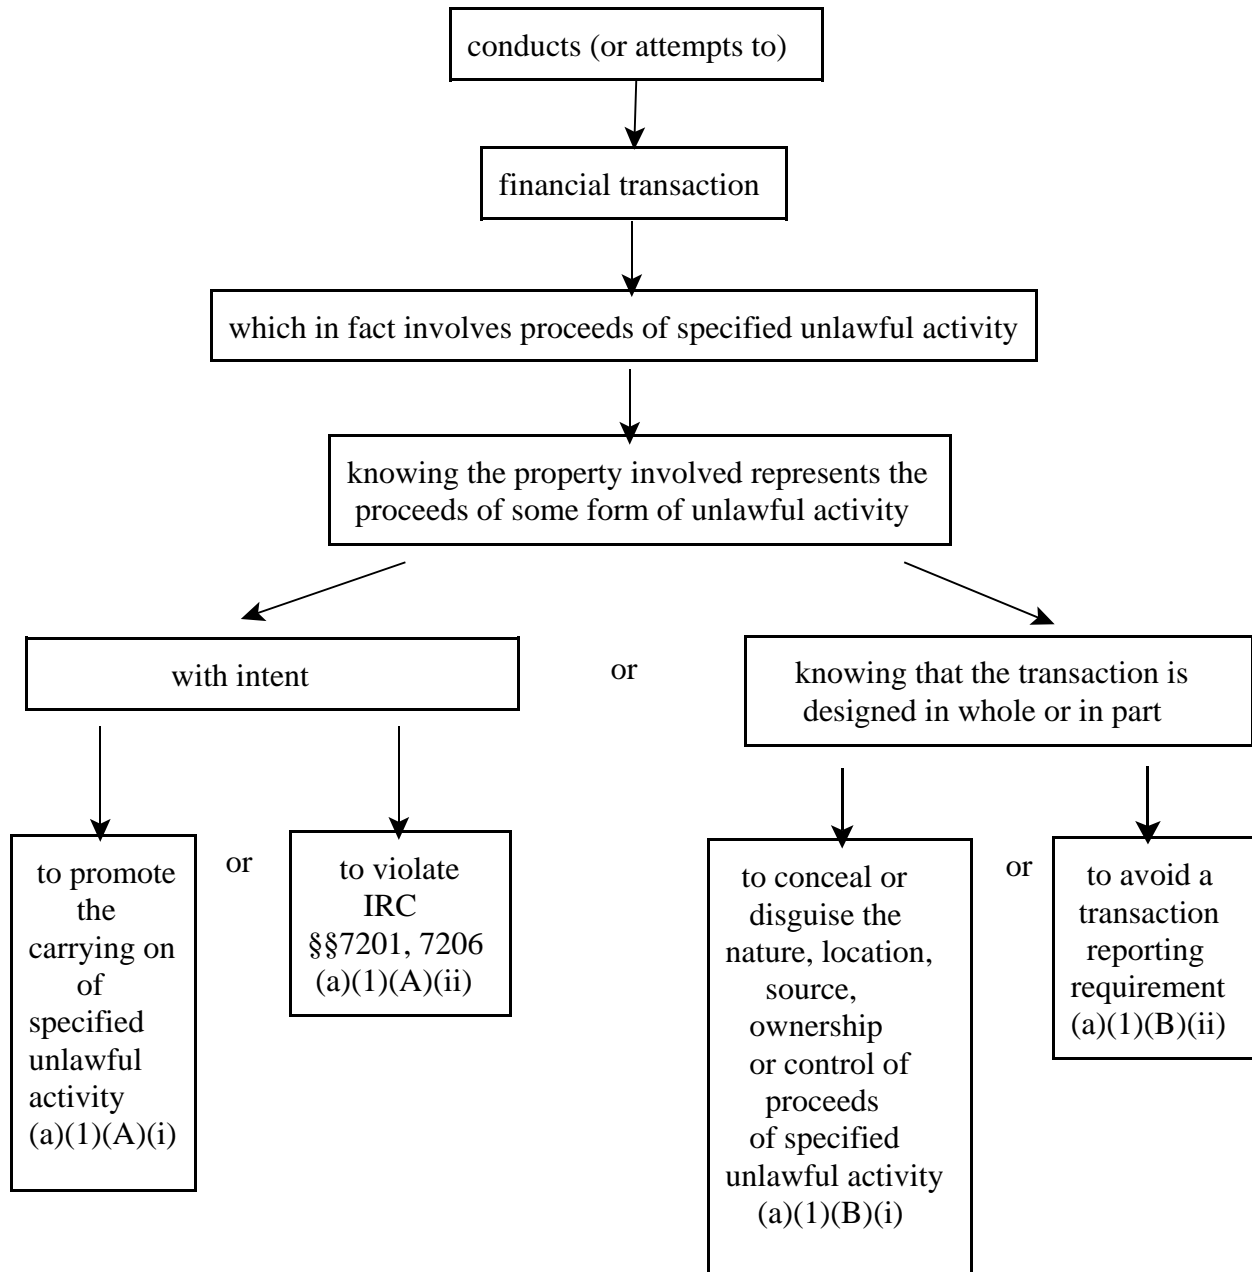 conducts (or attempts to)
financial transaction
which in fact involves proceeds of specified unlawful activity
knowing the property involved represents the
proceeds of some form of unlawful activity
with intent
or
knowing that the transaction is
designed in whole or in part
to promote
the
carrying on
of
specified
unlawful
activity
(a)(1)(A)(i)
or
to violate
IRC
§§7201, 7206
(a)(1)(A)(ii)
to conceal or
disguise the
nature, location,
source,
ownership
or control of
proceeds
of specified
unlawful activity
(a)(1)(B)(i)
or
to avoid a
transaction
reporting
requirement
(a)(1)(B)(ii)